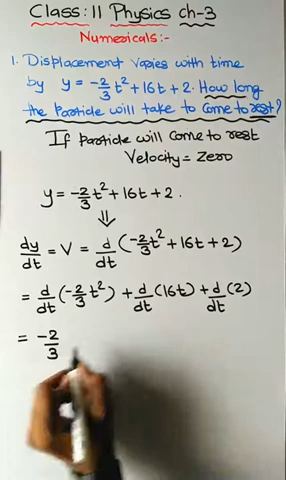 Class: 11 Physics ch-3
Numericals:-
1. Displacement varies with time
by y = -2/3 t² + 16t + 2. How long
the Particle will take to Come to rest?
If Particle will Come to rest
Velocity = Zero
y = -2/3 t² + 16t + 2.
⇓
dy/dt = V = d/dt (-2/3 t² + 16t + 2)
= d/dt (-2/3 t²) + d/dt (16t) + d/dt (2)
= -2/3